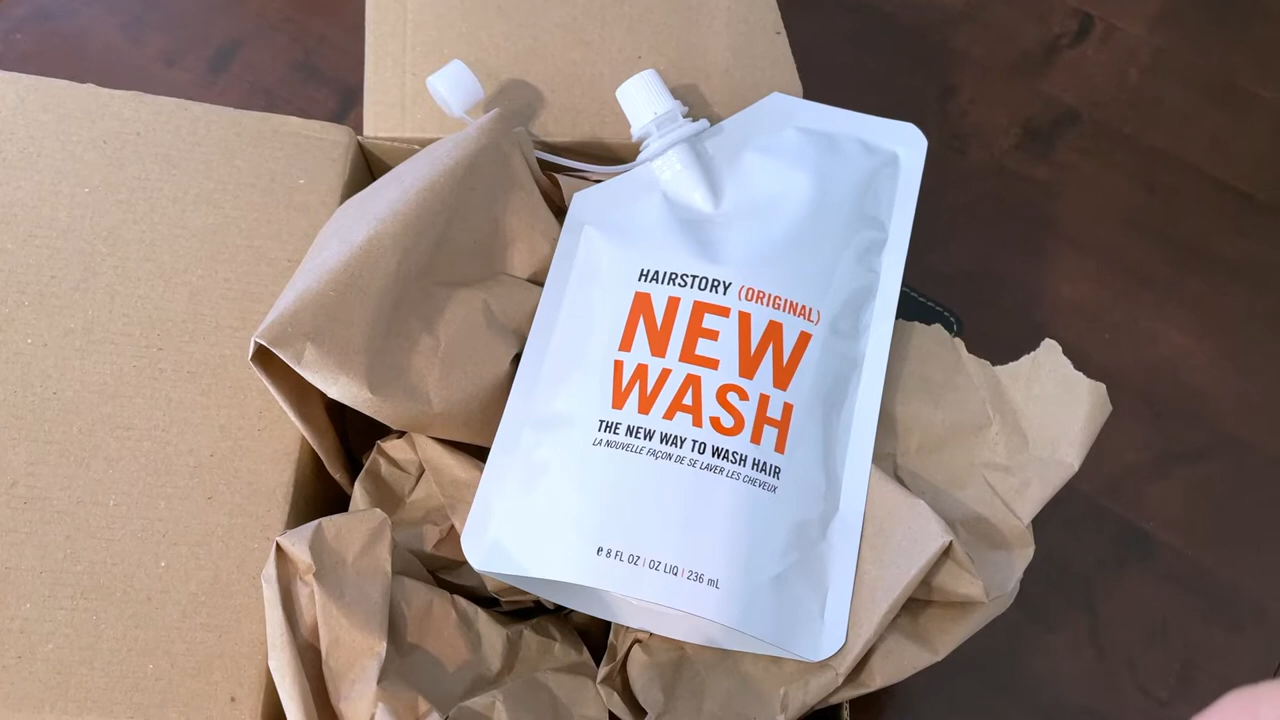 HAIRSTORY (ORIGINAL)
NEW
WASH
THE NEW WAY TO WASH HAIR
LA NOUVELLE FAÇON DE SE LAVER LES CHEVEUX
℮ 8 FL OZ | OZ LIQ | 236 mL